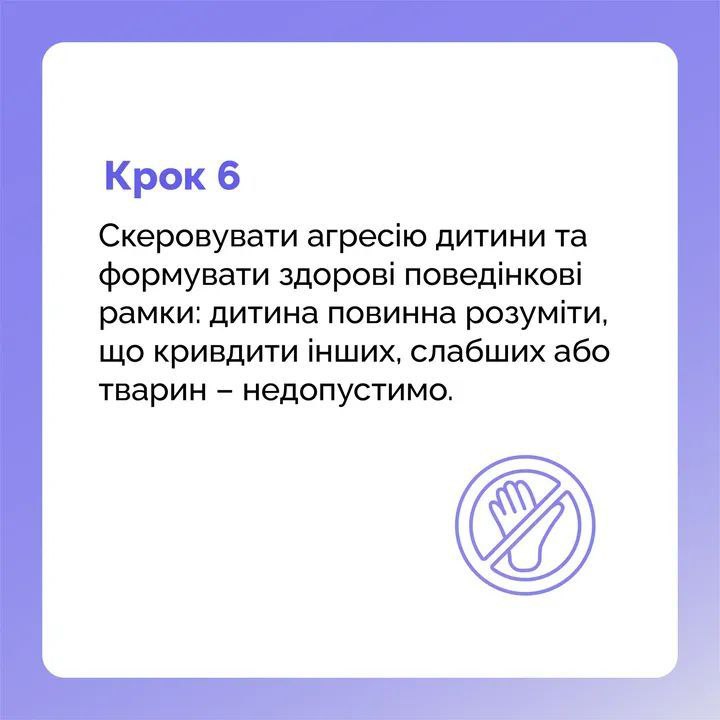 Крок 6
Скеровувати агресію дитини та
формувати здорові поведінкові
рамки: дитина повинна розуміти,
що кривдити інших, слабших або
тварин – недопустимо.